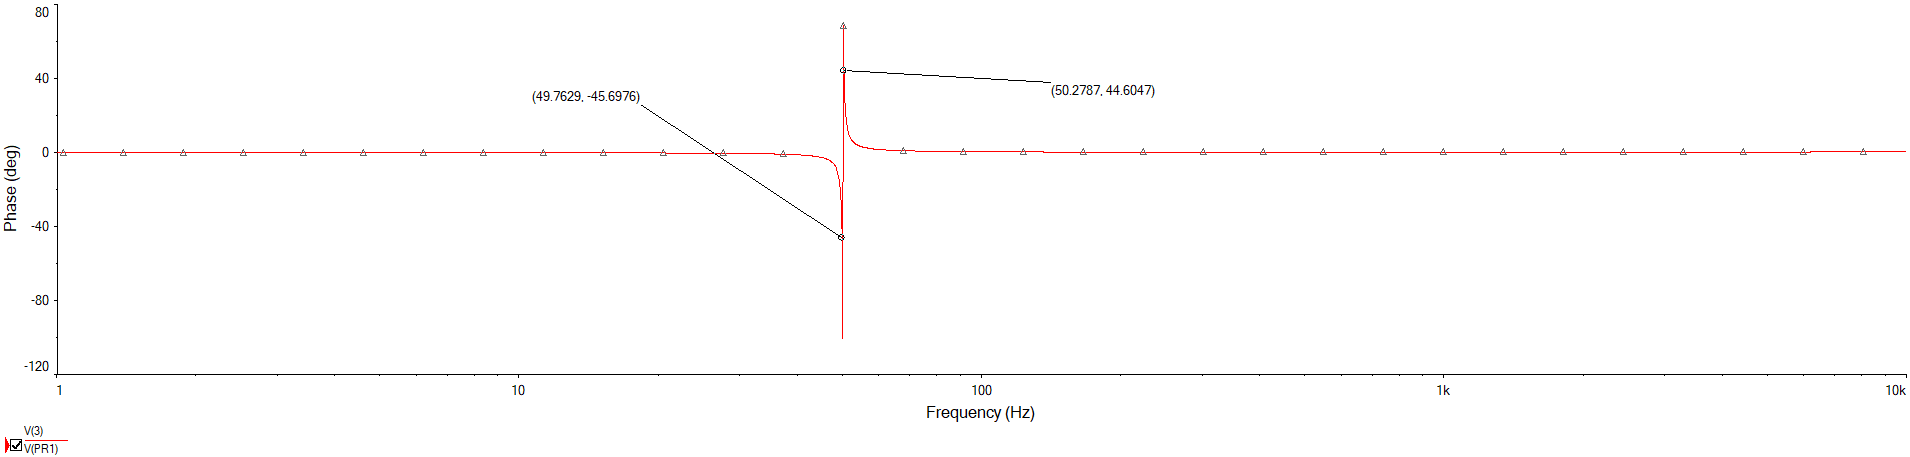 80
40
0
-40
-80
-120
Phase (deg)
(49.7629, -45.6976)
(50.2787, 44.6047)
1
10
100
1k
10k
Frequency (Hz)
V(3)
V(PR1)